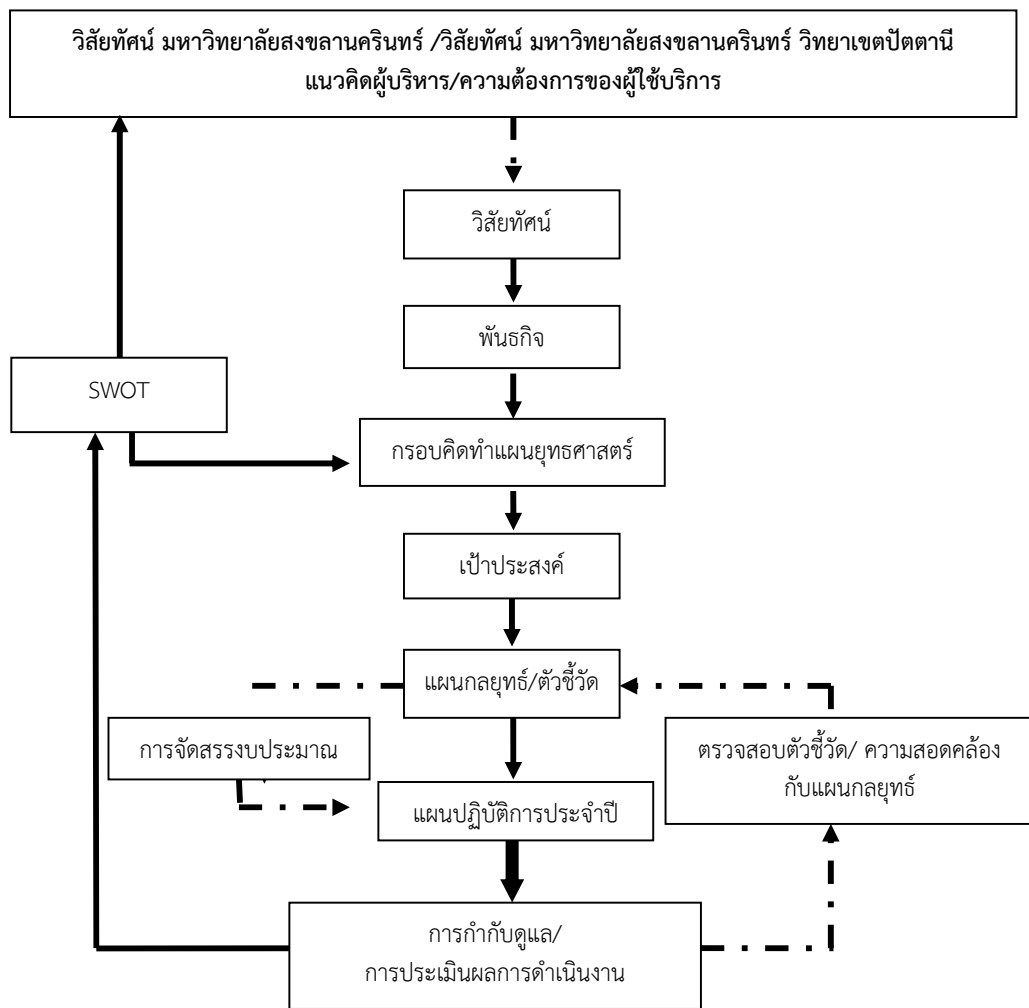 วิสัยทัศน์ มหาวิทยาลัยสงขลานครินทร์ /วิสัยทัศน์ มหาวิทยาลัยสงขลานครินทร์ วิทยาเขตปัตตานี
แนวคิดผู้บริหาร/ความต้องการของผู้ใช้บริการ
วิสัยทัศน์
พันธกิจ
SWOT
กรอบคิดทำแผนยุทธศาสตร์
เป้าประสงค์
แผนกลยุทธ์/ตัวชี้วัด
การจัดสรรงบประมาณ
ตรวจสอบตัวชี้วัด/ ความสอดคล้อง
กับแผนกลยุทธ์
แผนปฏิบัติการประจำปี
การกำกับดูแล/
การประเมินผลการดำเนินงาน